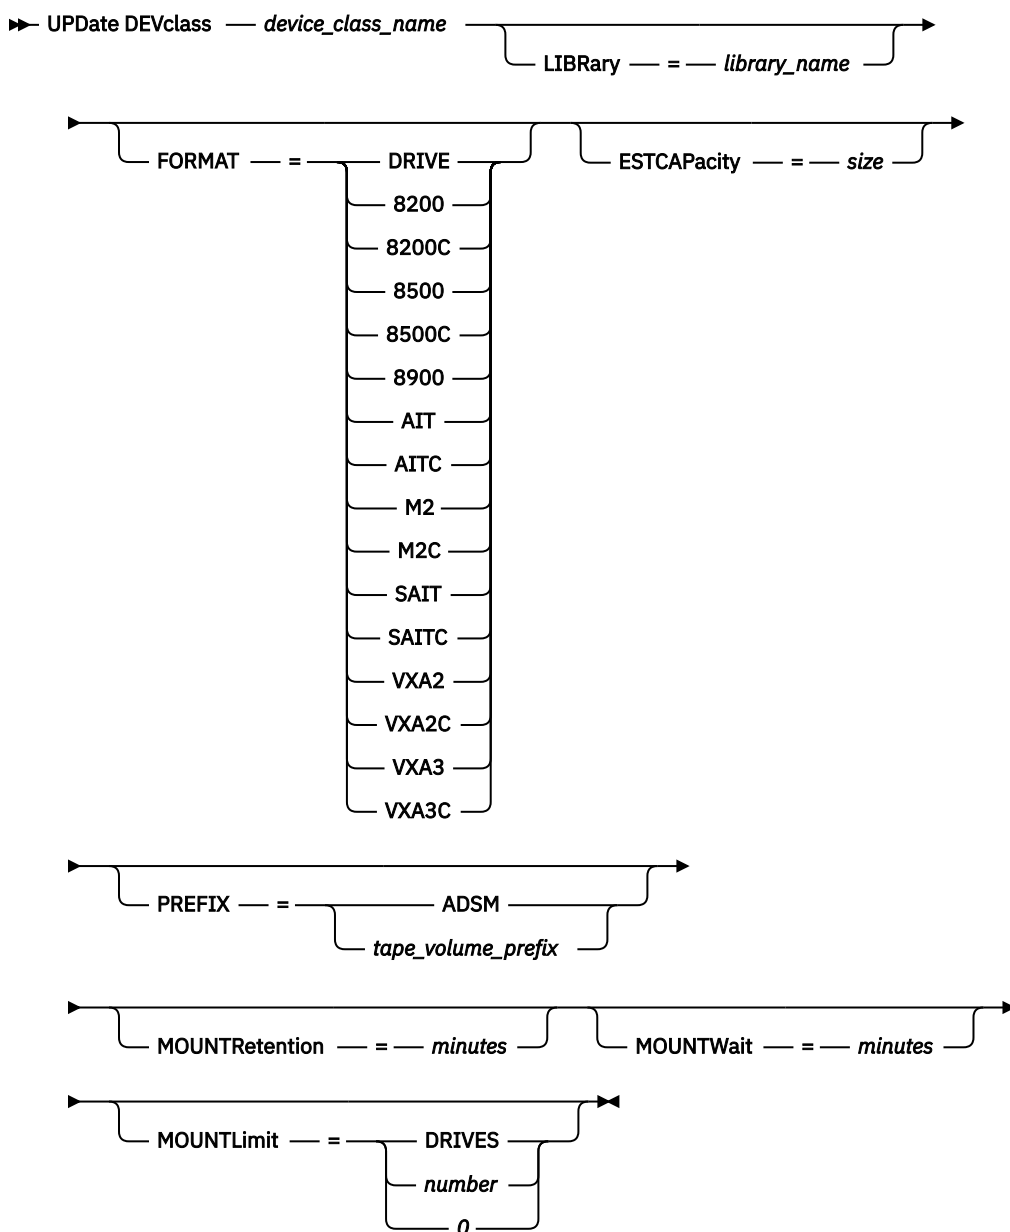 UPDate DEVclass device_class_name
LIBRary = library_name
FORMAT = DRIVE
8200
8200C
8500
8500C
8900
AIT
AITC
M2
M2C
SAIT
SAITC
VXA2
VXA2C
VXA3
VXA3C
ESTCAPacity = size
PREFIX = ADSM
tape_volume_prefix
MOUNTRetention = minutes
MOUNTWait = minutes
MOUNTLimit = DRIVES
number
0